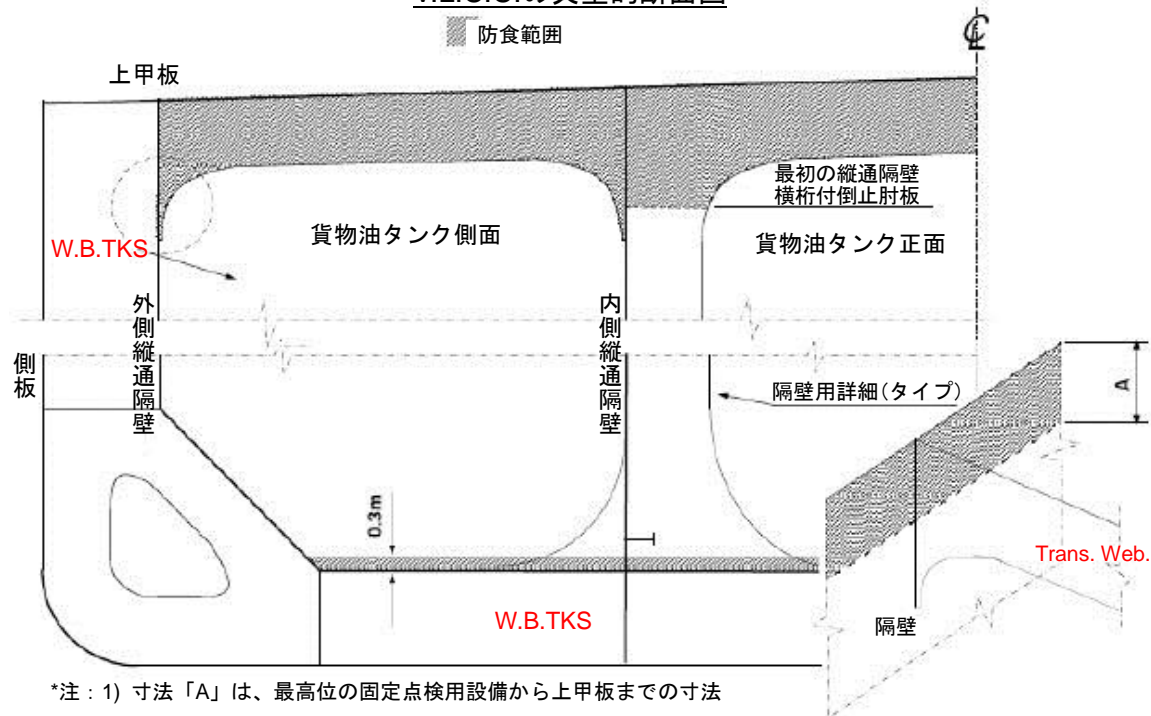 防食範囲
上甲板
最初の縦通隔壁
横桁付倒止肘板
貨物油タンク側面
貨物油タンク正面
W.B.TKS
外側縦通隔壁
内側縦通隔壁
側板
隔壁用詳細(タイプ)
A
0.3m
Trans. Web.
W.B.TKS
隔壁
*注：1) 寸法「A」は、最高位の固定点検用設備から上甲板までの寸法